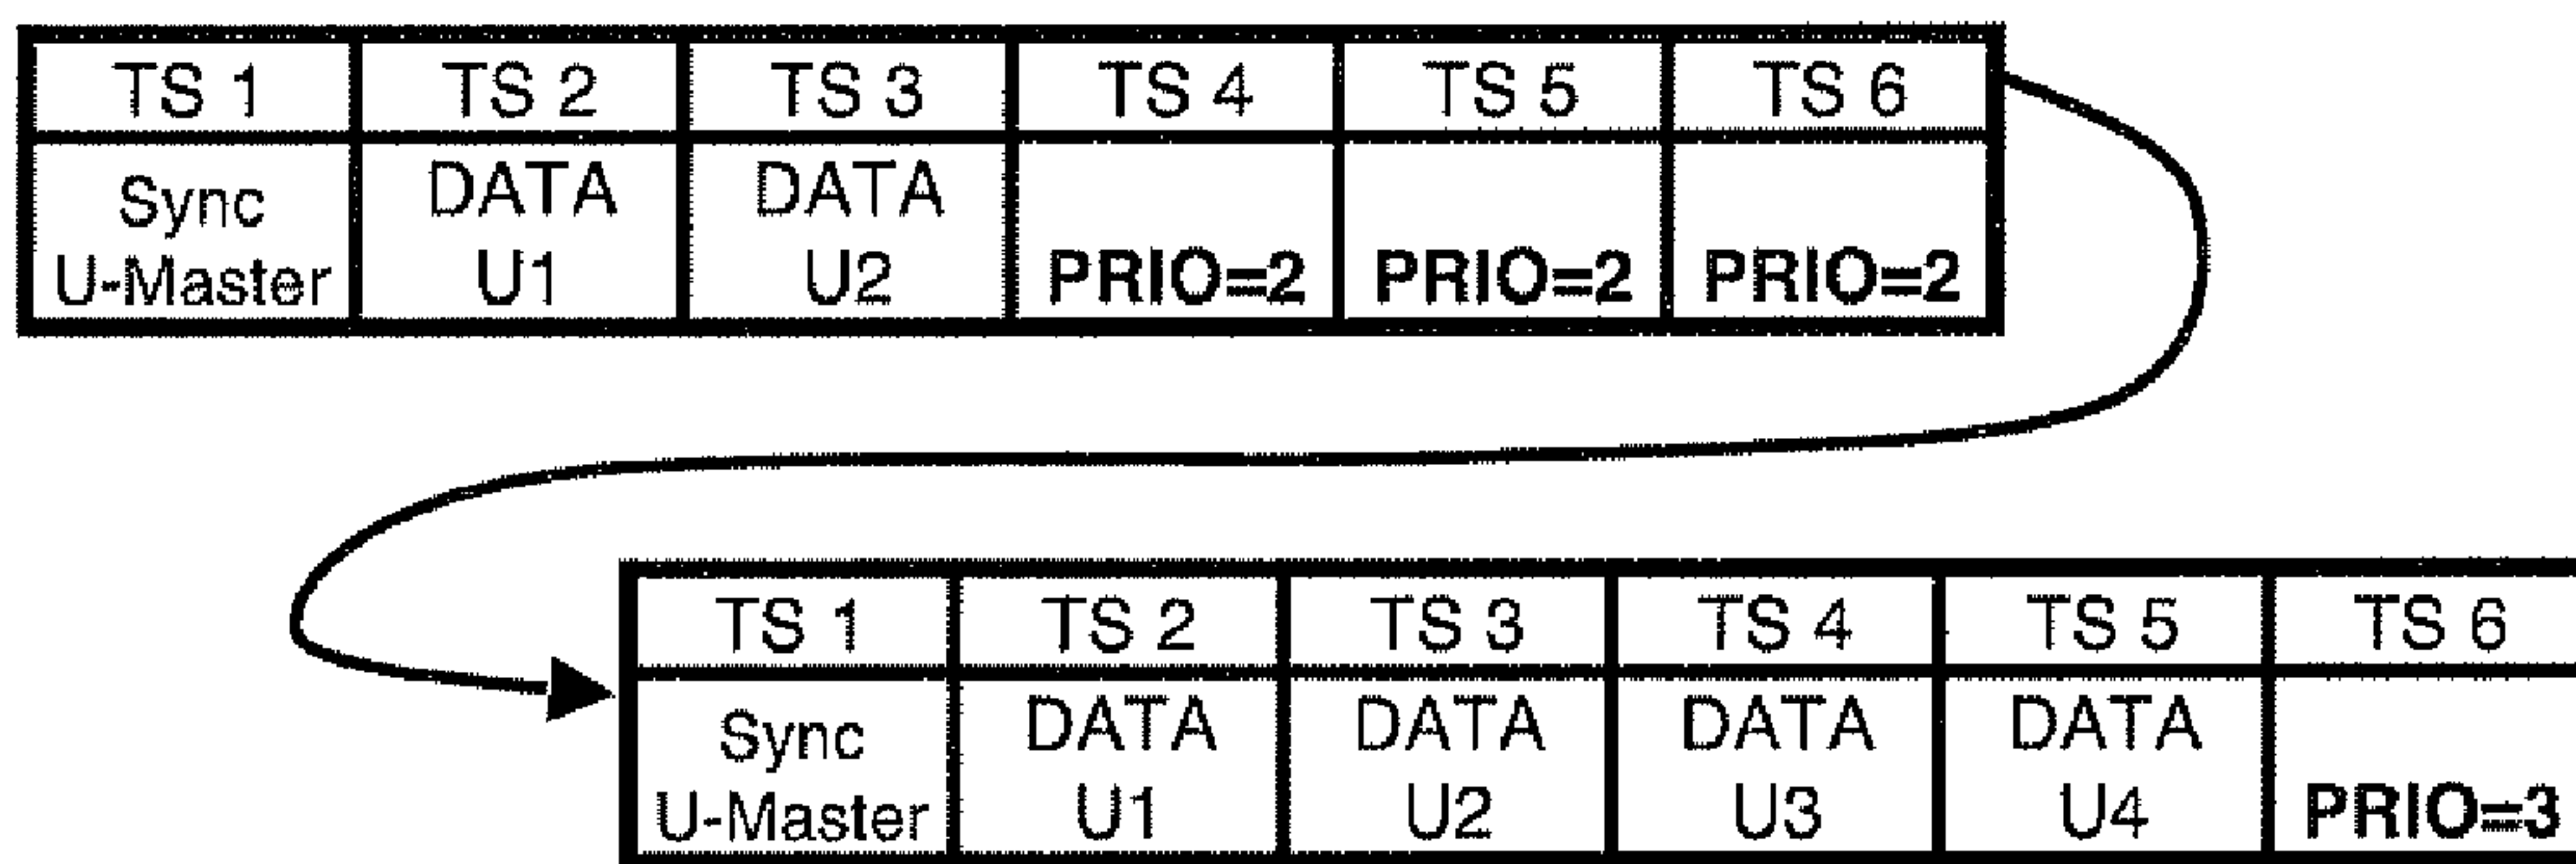 TS 1 TS 2 TS 3 TS 4 TS 5 TS 6
Sync DATA DATA
U-Master U1 U2 PRIO=2 PRIO=2 PRIO=2
TS 1 TS 2 TS 3 TS 4 TS 5 TS 6
Sync DATA DATA DATA DATA
U-Master U1 U2 U3 U4 PRIO=3